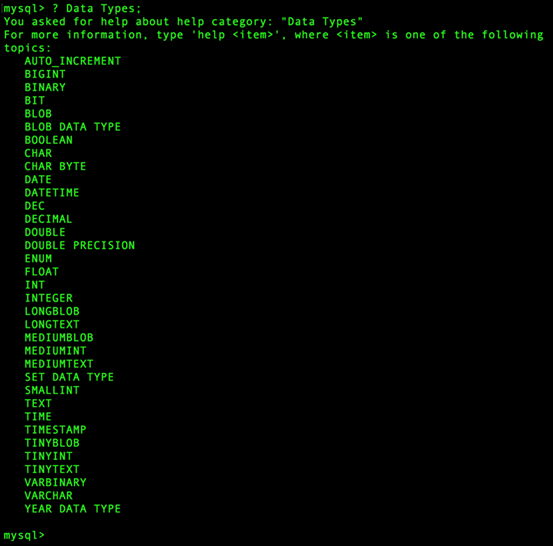 mysql> ? Data Types;
You asked for help about help category: "Data Types"
For more information, type 'help <item>', where <item> is one of the following
topics:
AUTO_INCREMENT
BIGINT
BINARY
BIT
BLOB
BLOB DATA TYPE
BOOLEAN
CHAR
CHAR BYTE
DATE
DATETIME
DEC
DECIMAL
DOUBLE
DOUBLE PRECISION
ENUM
FLOAT
INT
INTEGER
LONGBLOB
LONGTEXT
MEDIUMBLOB
MEDIUMINT
MEDIUMTEXT
SET DATA TYPE
SMALLINT
TEXT
TIME
TIMESTAMP
TINYBLOB
TINYINT
TINYTEXT
VARBINARY
VARCHAR
YEAR DATA TYPE
mysql>